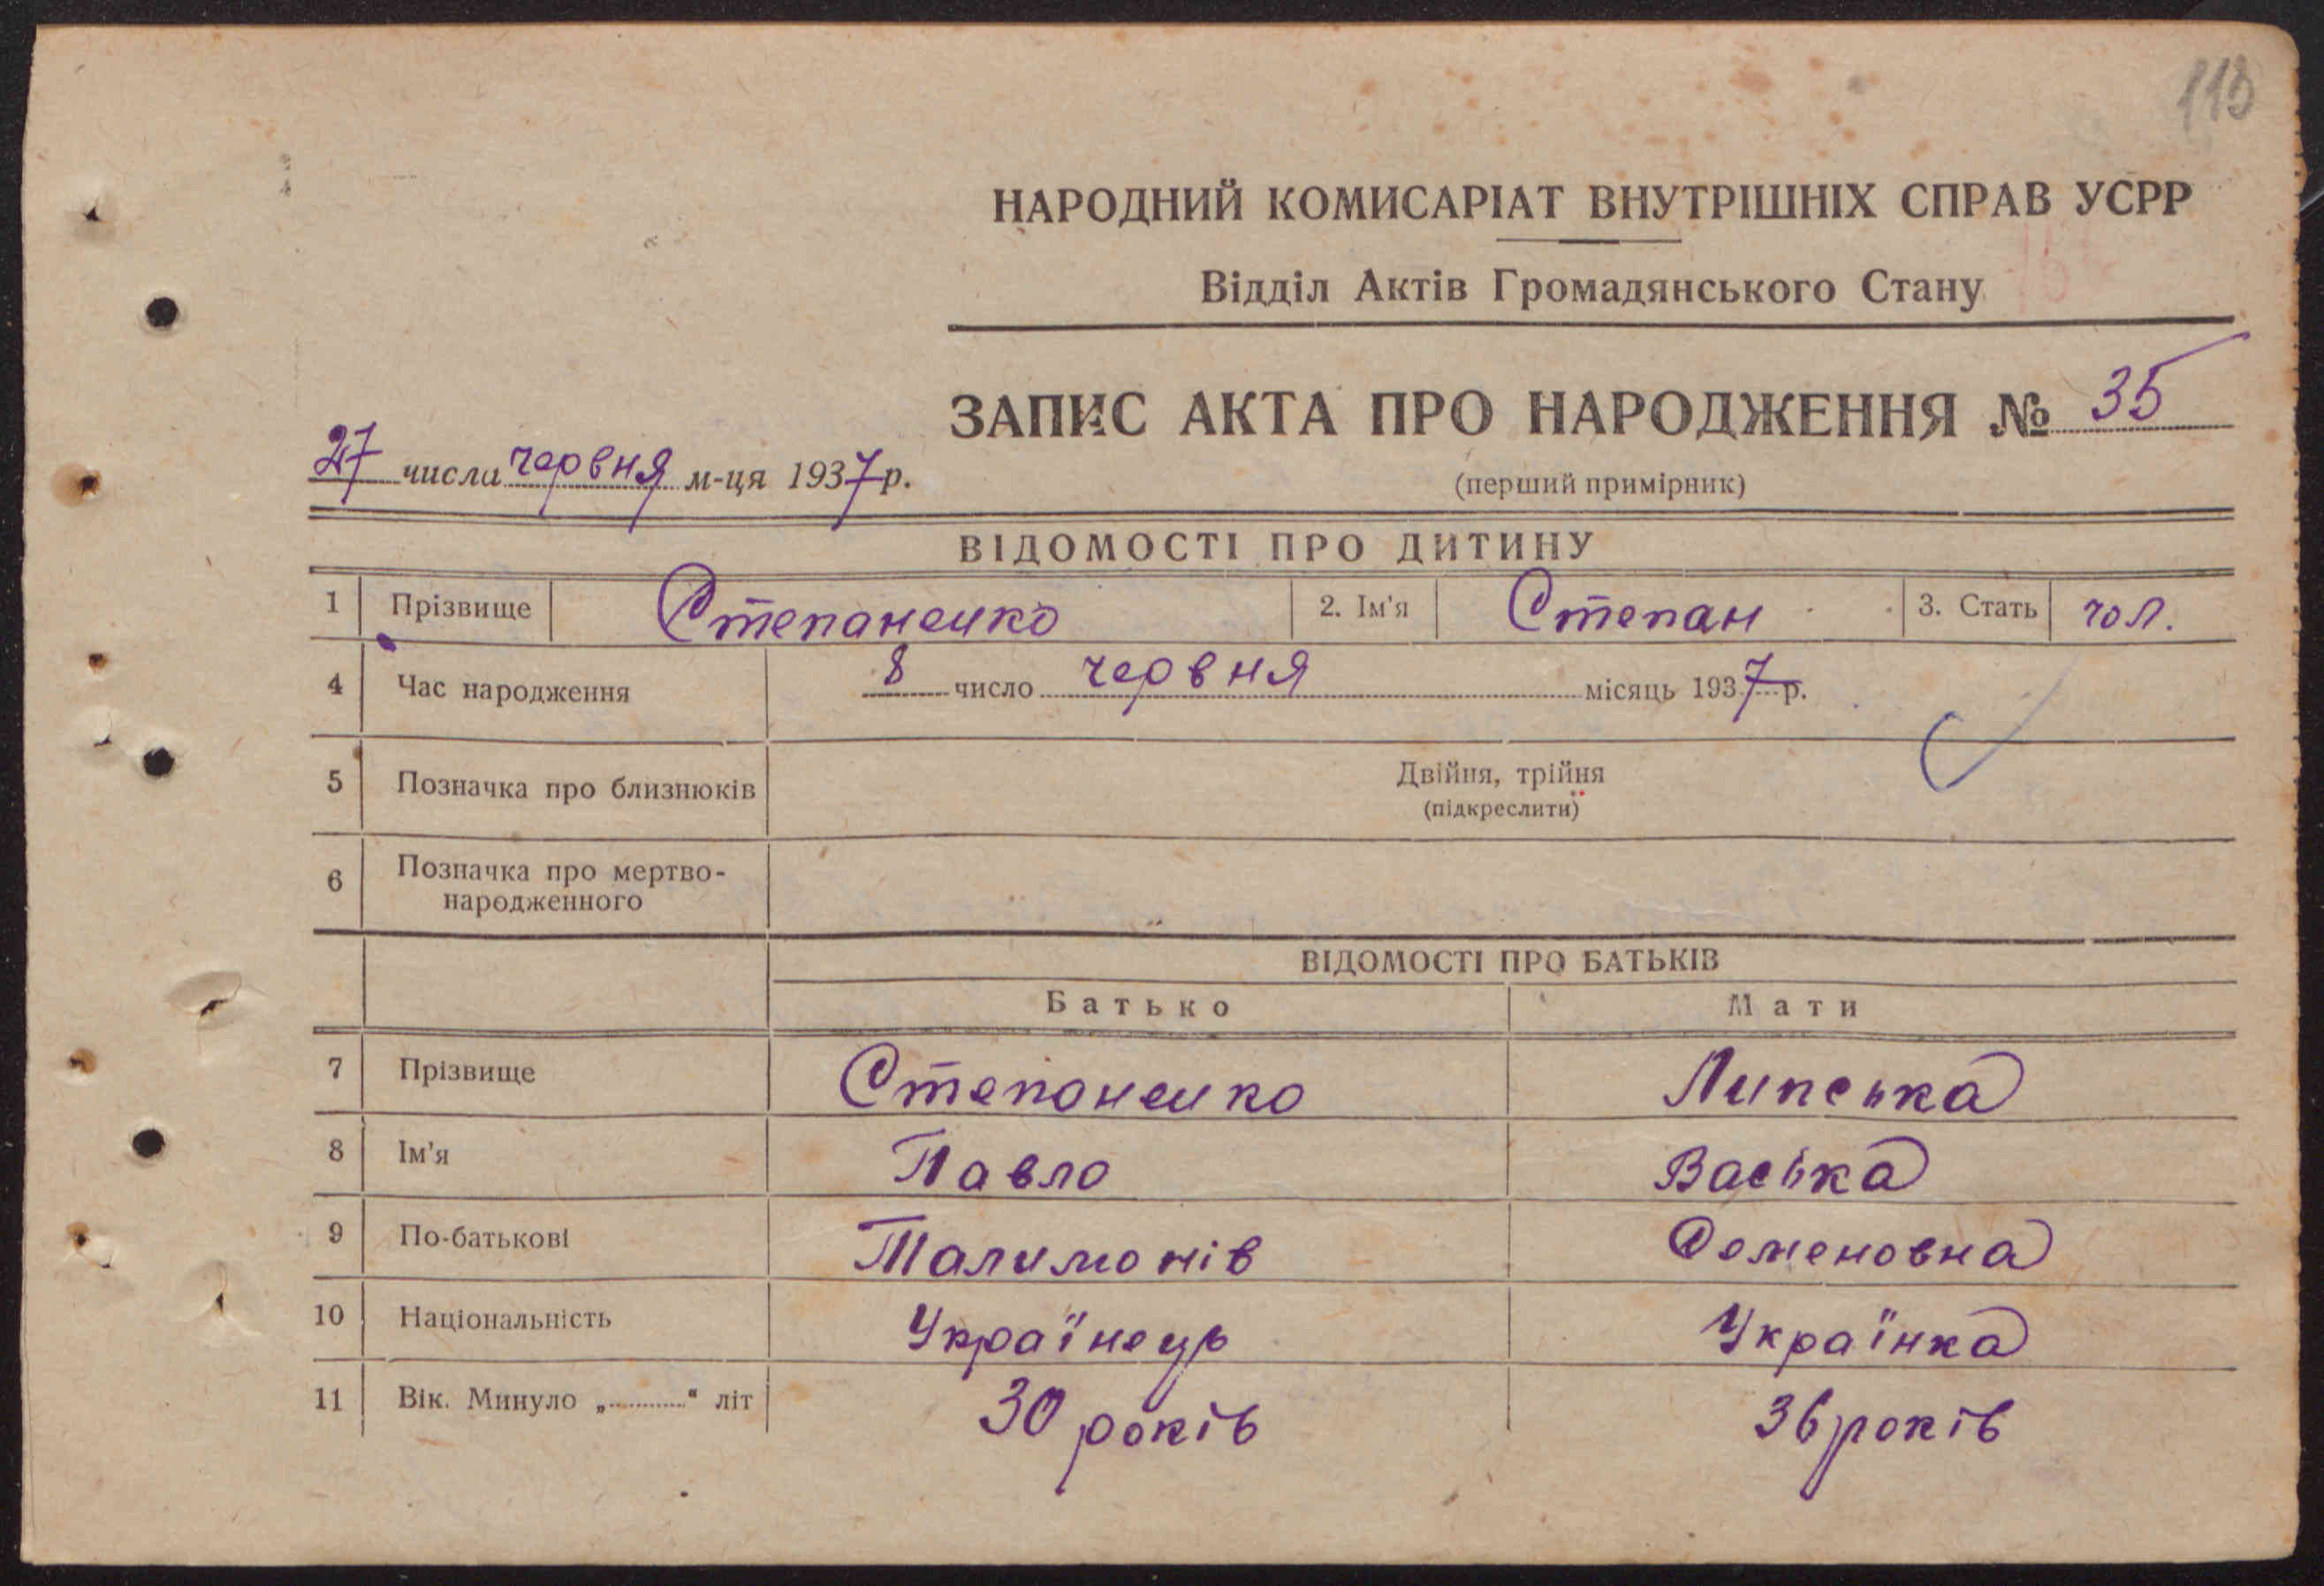 113
НАРОДНИЙ КОМИСАРІАТ ВНУТРІШНІХ СПРАВ УСРР
Відділ Актів Громадянського Стану
ЗАПИС АКТА ПРО НАРОДЖЕННЯ № 35
27 числа червня м-ця 1937 р.
(перший примірник)
ВІДОМОСТІ ПРО ДИТИНУ
1 Прізвище Степаненко 2. Ім'я Степан 3. Стать чол.
4 Час народження 8 число червня місяць 1937 р.
5 Позначка про близнюків Двійня, трійня
(підкреслити)
6 Позначка про мертво-
народженного
ВІДОМОСТІ ПРО БАТЬКІВ
Батько Мати
7 Прізвище Степаненко Липська
8 Ім'я Павло Васька
9 По-батькові Талимонів Семеновна
10 Національність Українець Українка
11 Вік. Минуло „............" літ 30 років 36 років